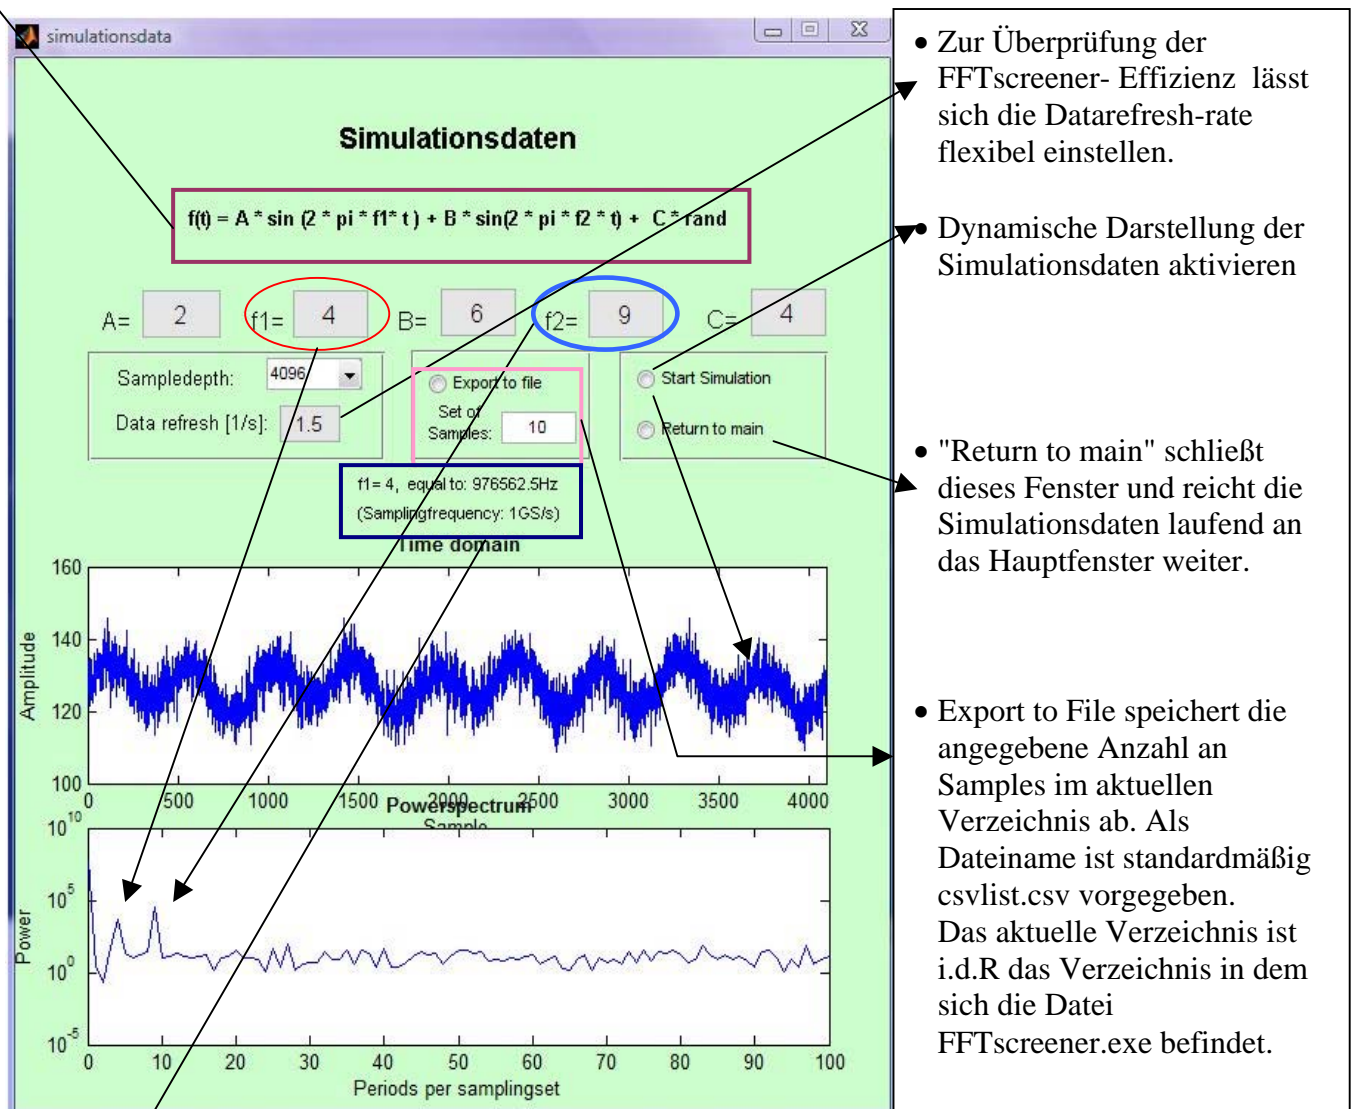 simulationsdata
Simulationsdaten
f(t) = A * sin (2 * pi * f1* t ) + B * sin(2 * pi * f2 * t) + C * rand
A= 2 f1= 4 B= 6 f2= 9 C= 4
Sampledepth: 4096
Data refresh [1/s]: 1.5
Export to file
Set of
Samples: 10
Start Simulation
Return to main
f1= 4, equal to: 976562.5Hz
(Samplingfrequency: 1GS/s)
Time domain
160
140
120
100
Amplitude
0 500 1000 1500 2000 2500 3000 3500 4000
Sample
Powerspectrum
10^10
10^5
10^0
10^-5
Power
0 10 20 30 40 50 60 70 80 90 100
Periods per samplingset
• Zur Überprüfung der
FFTscreener- Effizienz lässt
sich die Datarefresh-rate
flexibel einstellen.
• Dynamische Darstellung der
Simulationsdaten aktivieren
• "Return to main" schließt
dieses Fenster und reicht die
Simulationsdaten laufend an
das Hauptfenster weiter.
• Export to File speichert die
angegebene Anzahl an
Samples im aktuellen
Verzeichnis ab. Als
Dateiname ist standardmäßig
csvlist.csv vorgegeben.
Das aktuelle Verzeichnis ist
i.d.R das Verzeichnis in dem
sich die Datei
FFTscreener.exe befindet.